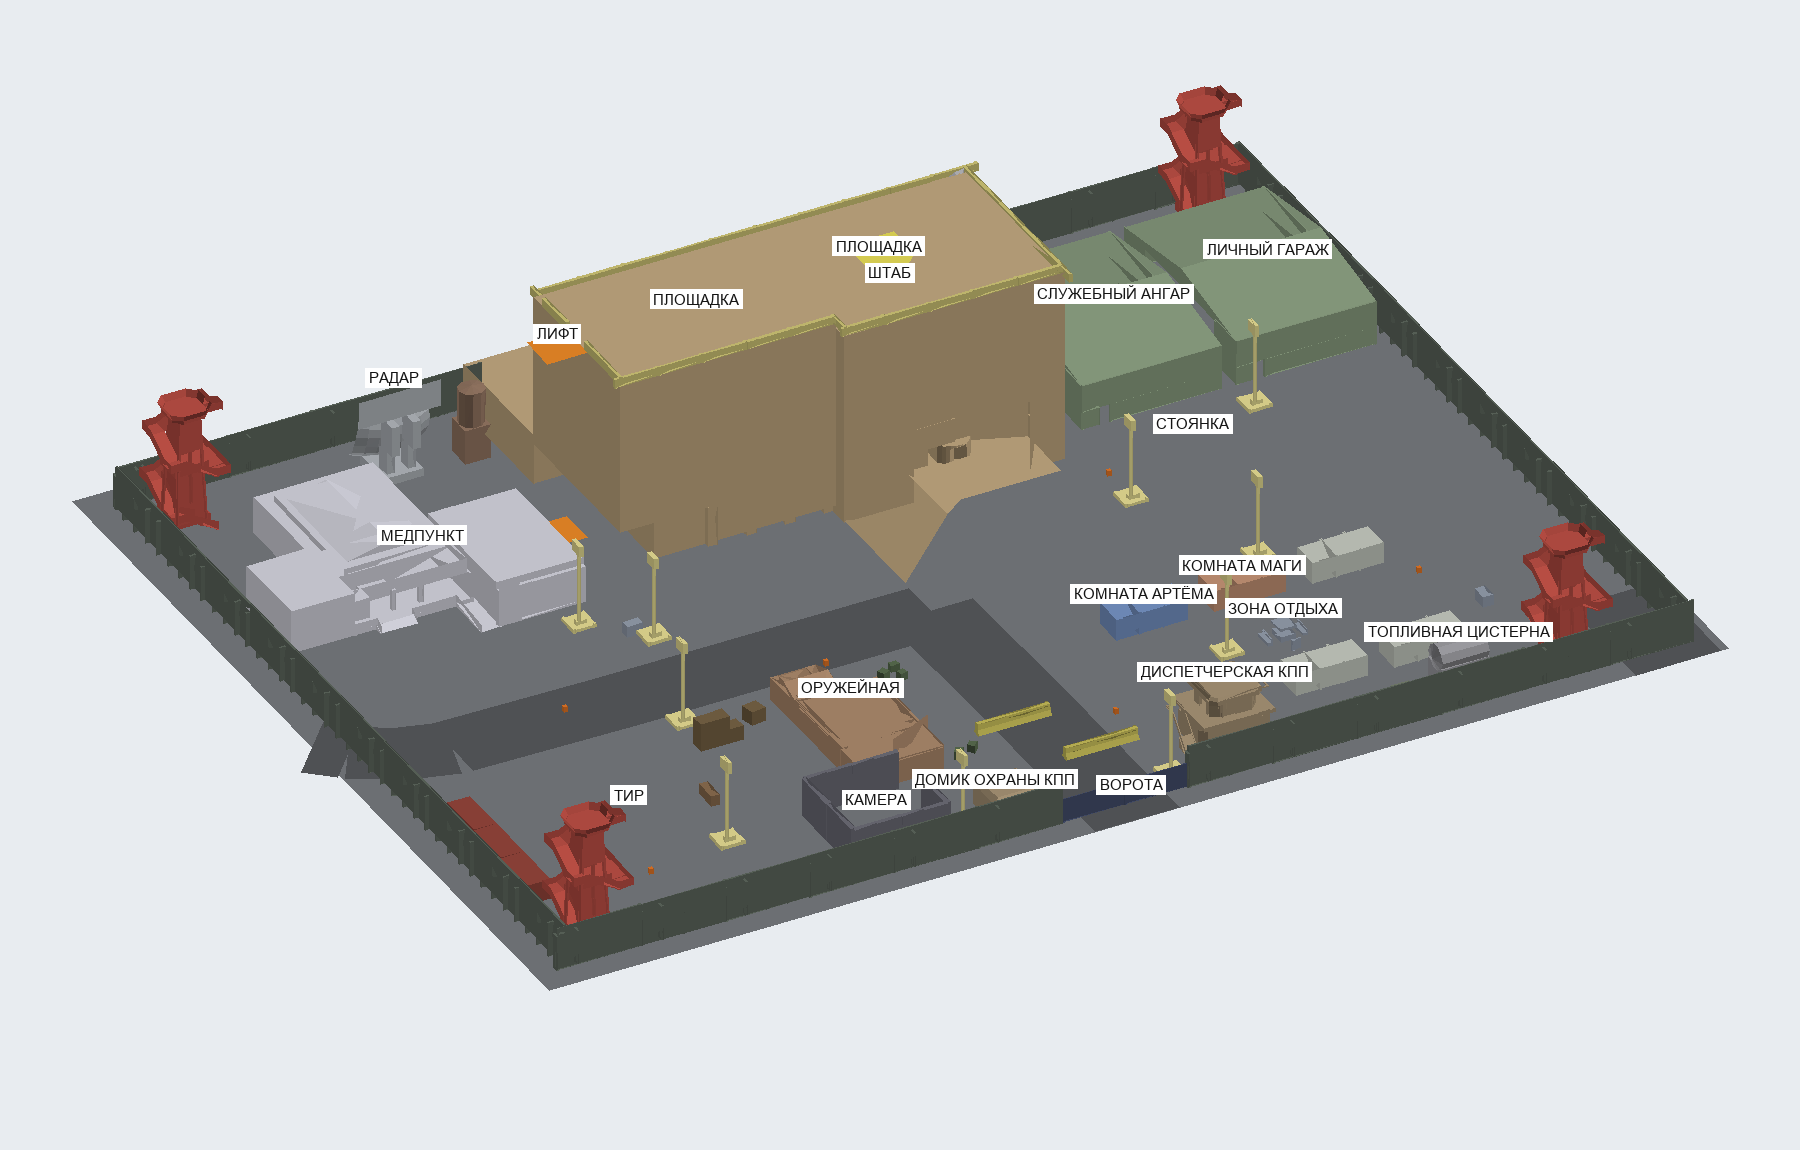 ПЛОЩАДКА
ЛИЧНЫЙ ГАРАЖ
ШТАБ
СЛУЖЕБНЫЙ АНГАР
ПЛОЩАДКА
ЛИФТ
РАДАР
СТОЯНКА
МЕДПУНКТ
КОМНАТА МАГИ
КОМНАТА АРТЁМА
ЗОНА ОТДЫХА
ТОПЛИВНАЯ ЦИСТЕРНА
ДИСПЕТЧЕРСКАЯ КПП
ОРУЖЕЙНАЯ
ДОМИК ОХРАНЫ КПП
ВОРОТА
ТИР
КАМЕРА